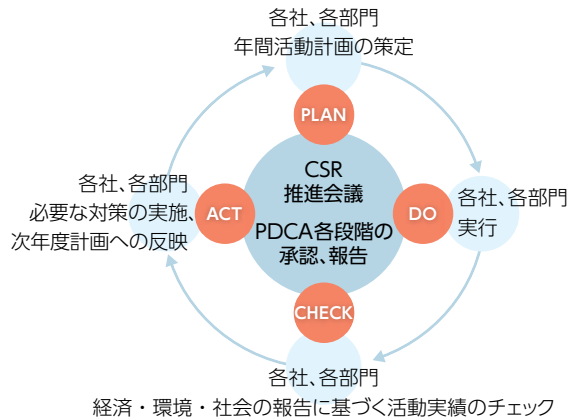 各社、各部門
年間活動計画の策定
PLAN
CSR
推進会議
PDCA各段階の
承認、報告
各社、各部門
必要な対策の実施、
次年度計画への反映
ACT
DO
各社、各部門
実行
CHECK
各社、各部門
経済・環境・社会の報告に基づく活動実績のチェック